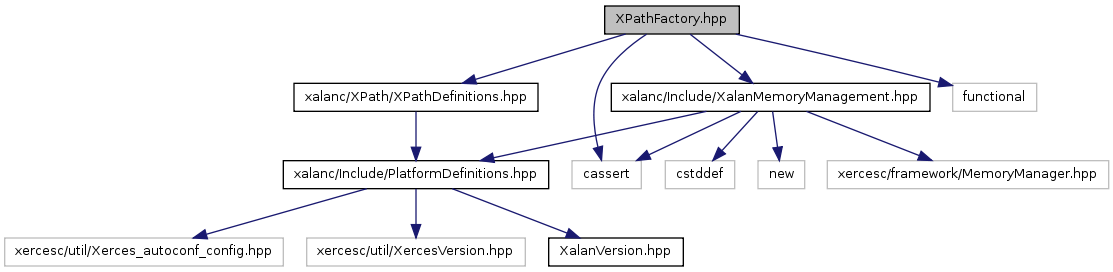 XPathFactory.hpp
xalanc/XPath/XPathDefinitions.hpp
xalanc/Include/XalanMemoryManagement.hpp
functional
xalanc/Include/PlatformDefinitions.hpp
cassert
cstddef
new
xercesc/framework/MemoryManager.hpp
xercesc/util/Xerces_autoconf_config.hpp
xercesc/util/XercesVersion.hpp
XalanVersion.hpp